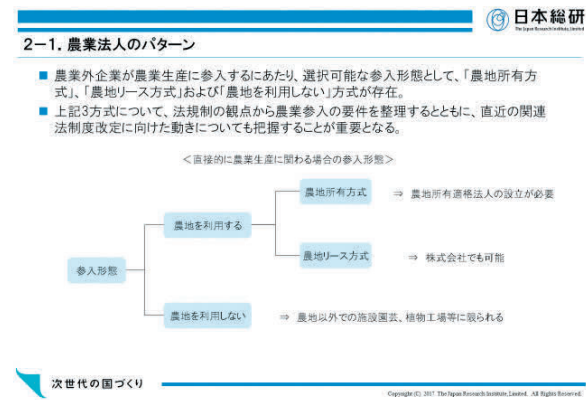 日本総研
The Japan Research Institute, Limited
2-1. 農業法人のパターン
■ 農業外企業が農業生産に参入するにあたり、選択可能な参入形態として、「農地所有方
式」、「農地リース方式」および「農地を利用しない」方式が存在。
■ 上記3方式について、法規制の観点から農業参入の要件を整理するとともに、直近の関連
法制度改定に向けた動きについても把握することが重要となる。
＜直接的に農業生産に関わる場合の参入形態＞
農地所有方式 ⇒ 農地所有適格法人の設立が必要
農地を利用する
農地リース方式 ⇒ 株式会社でも可能
参入形態
農地を利用しない ⇒ 農地以外での施設園芸、植物工場等に限られる
次世代の国づくり
Copyright (C) 2017 The Japan Research Institute, Limited. All Rights Reserved.